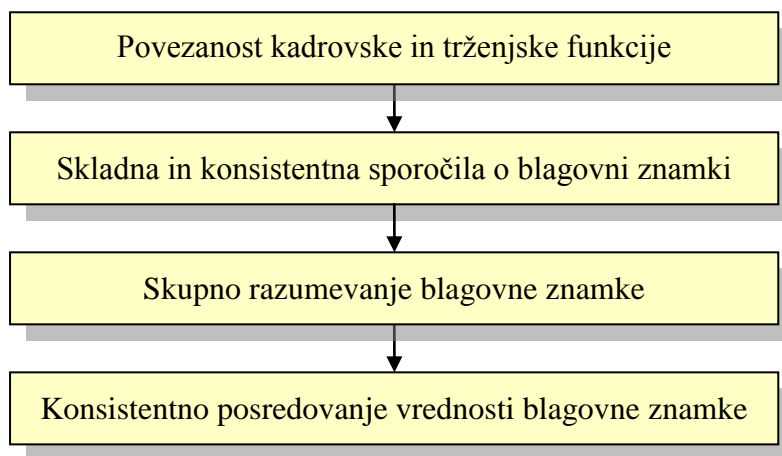 Povezanost kadrovske in trženjske funkcije
Skladna in konsistentna sporočila o blagovni znamki
Skupno razumevanje blagovne znamke
Konsistentno posredovanje vrednosti blagovne znamke